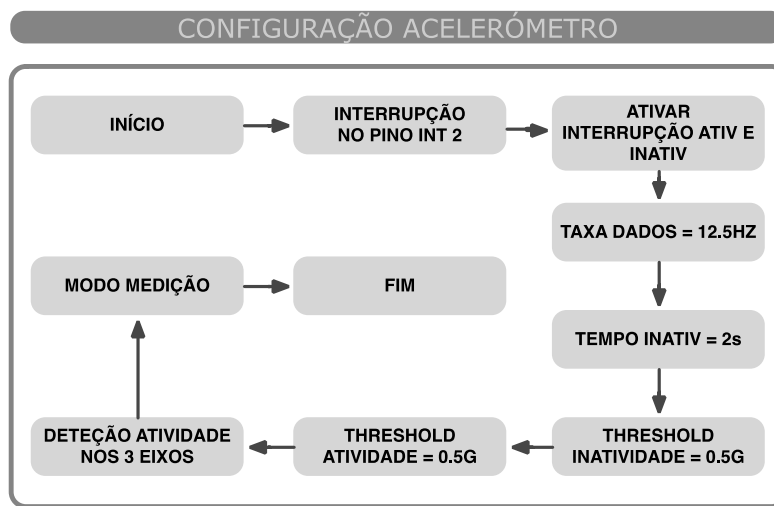 CONFIGURAÇÃO ACELERÓMETRO
INÍCIO
INTERRUPÇÃO
NO PINO INT 2
ATIVAR
INTERRUPÇÃO ATIV E
INATIV
TAXA DADOS = 12.5HZ
TEMPO INATIV = 2s
THRESHOLD
INATIVIDADE = 0.5G
THRESHOLD
ATIVIDADE = 0.5G
DETEÇÃO ATIVIDADE
NOS 3 EIXOS
MODO MEDIÇÃO
FIM